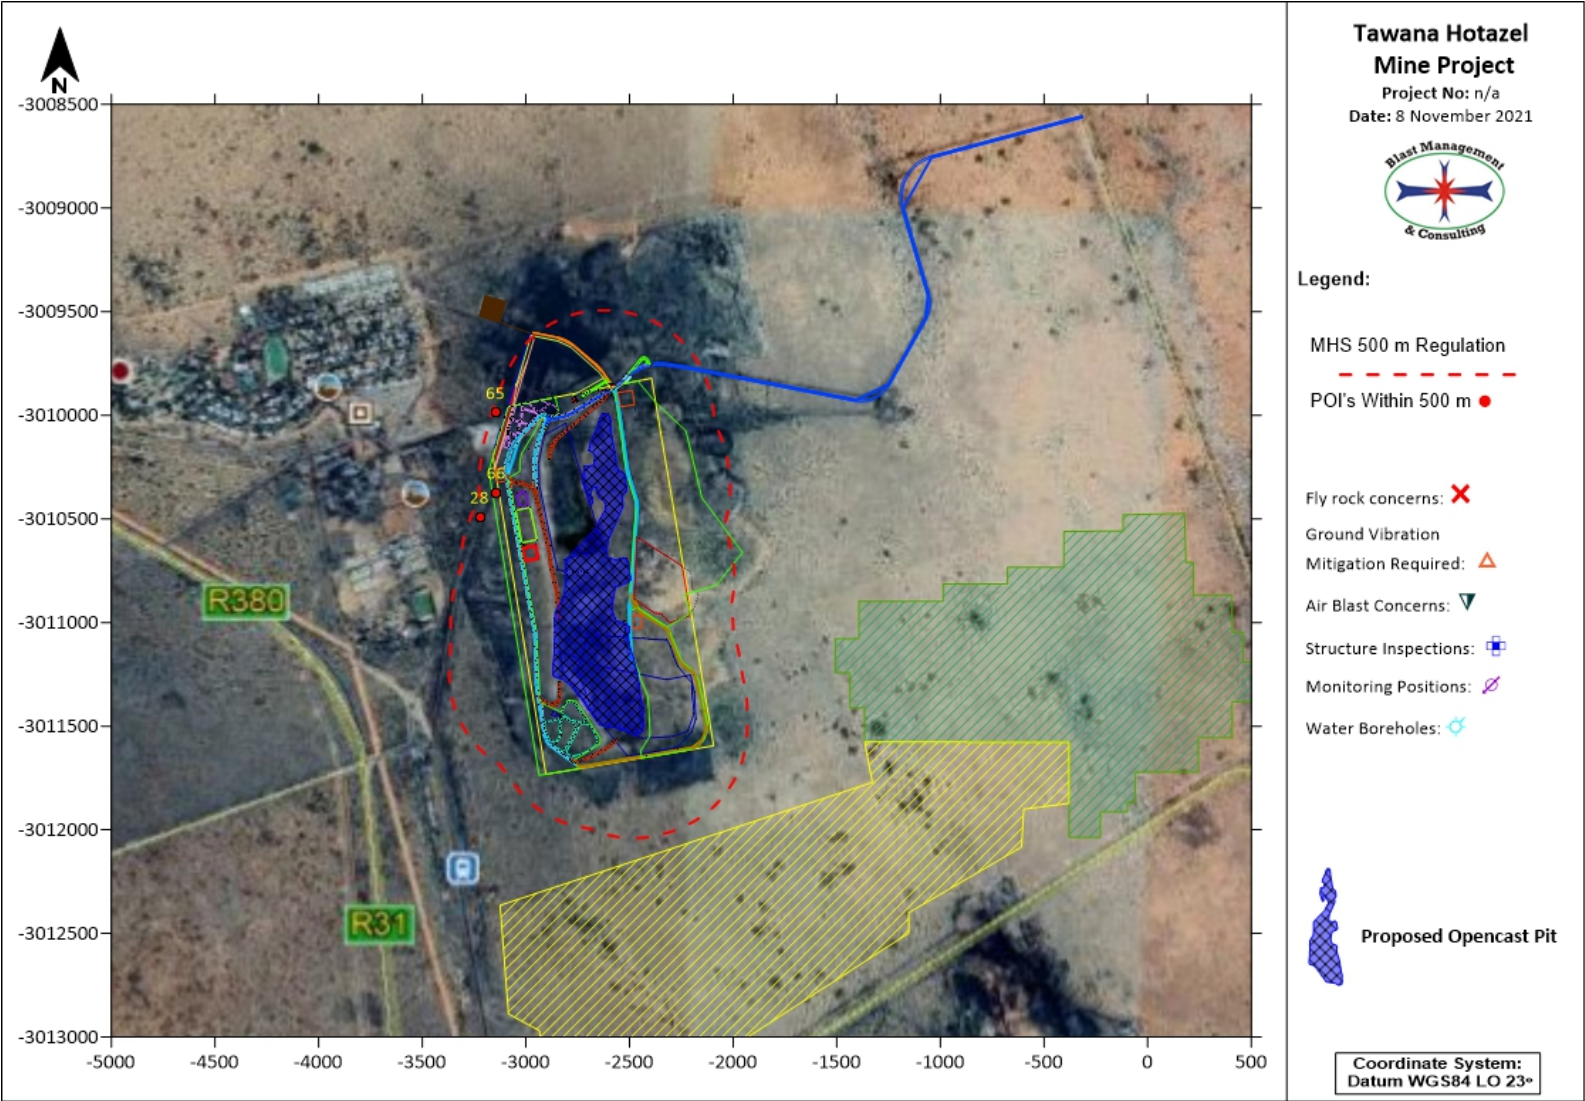 N
-3008500
-3009000
-3009500
-3010000
-3010500
-3011000
-3011500
-3012000
-3012500
-3013000
-5000 -4500 -4000 -3500 -3000 -2500 -2000 -1500 -1000 -500 0 500
65
66
28
R380
R31
Tawana Hotazel
Mine Project
Project No: n/a
Date: 8 November 2021
Blast Management
& Consulting
Legend:
MHS 500 m Regulation
POI's Within 500 m
Fly rock concerns:
Ground Vibration
Mitigation Required:
Air Blast Concerns:
Structure Inspections:
Monitoring Positions:
Water Boreholes:
Proposed Opencast Pit
Coordinate System:
Datum WGS84 LO 23°